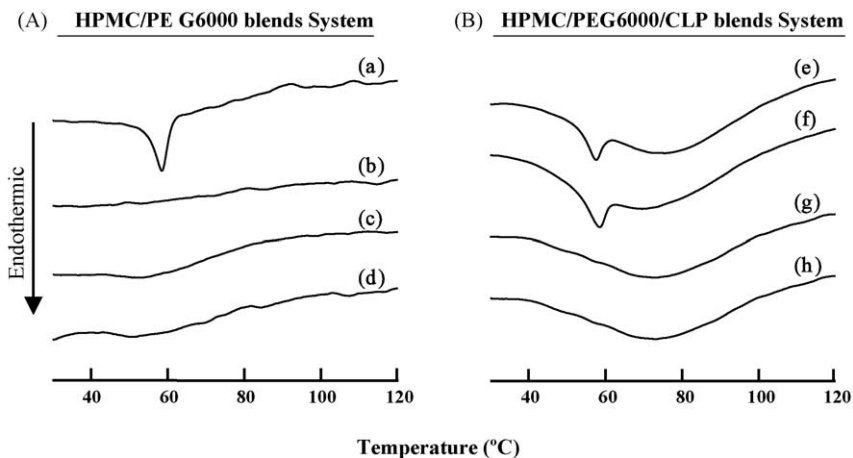 (A) HPMC/PE G6000 blends System
(B) HPMC/PEG6000/CLP blends System
(a)
(b)
(c)
(d)
(e)
(f)
(g)
(h)
Endothermic
40 60 80 100 120
40 60 80 100 120
Temperature (ºC)